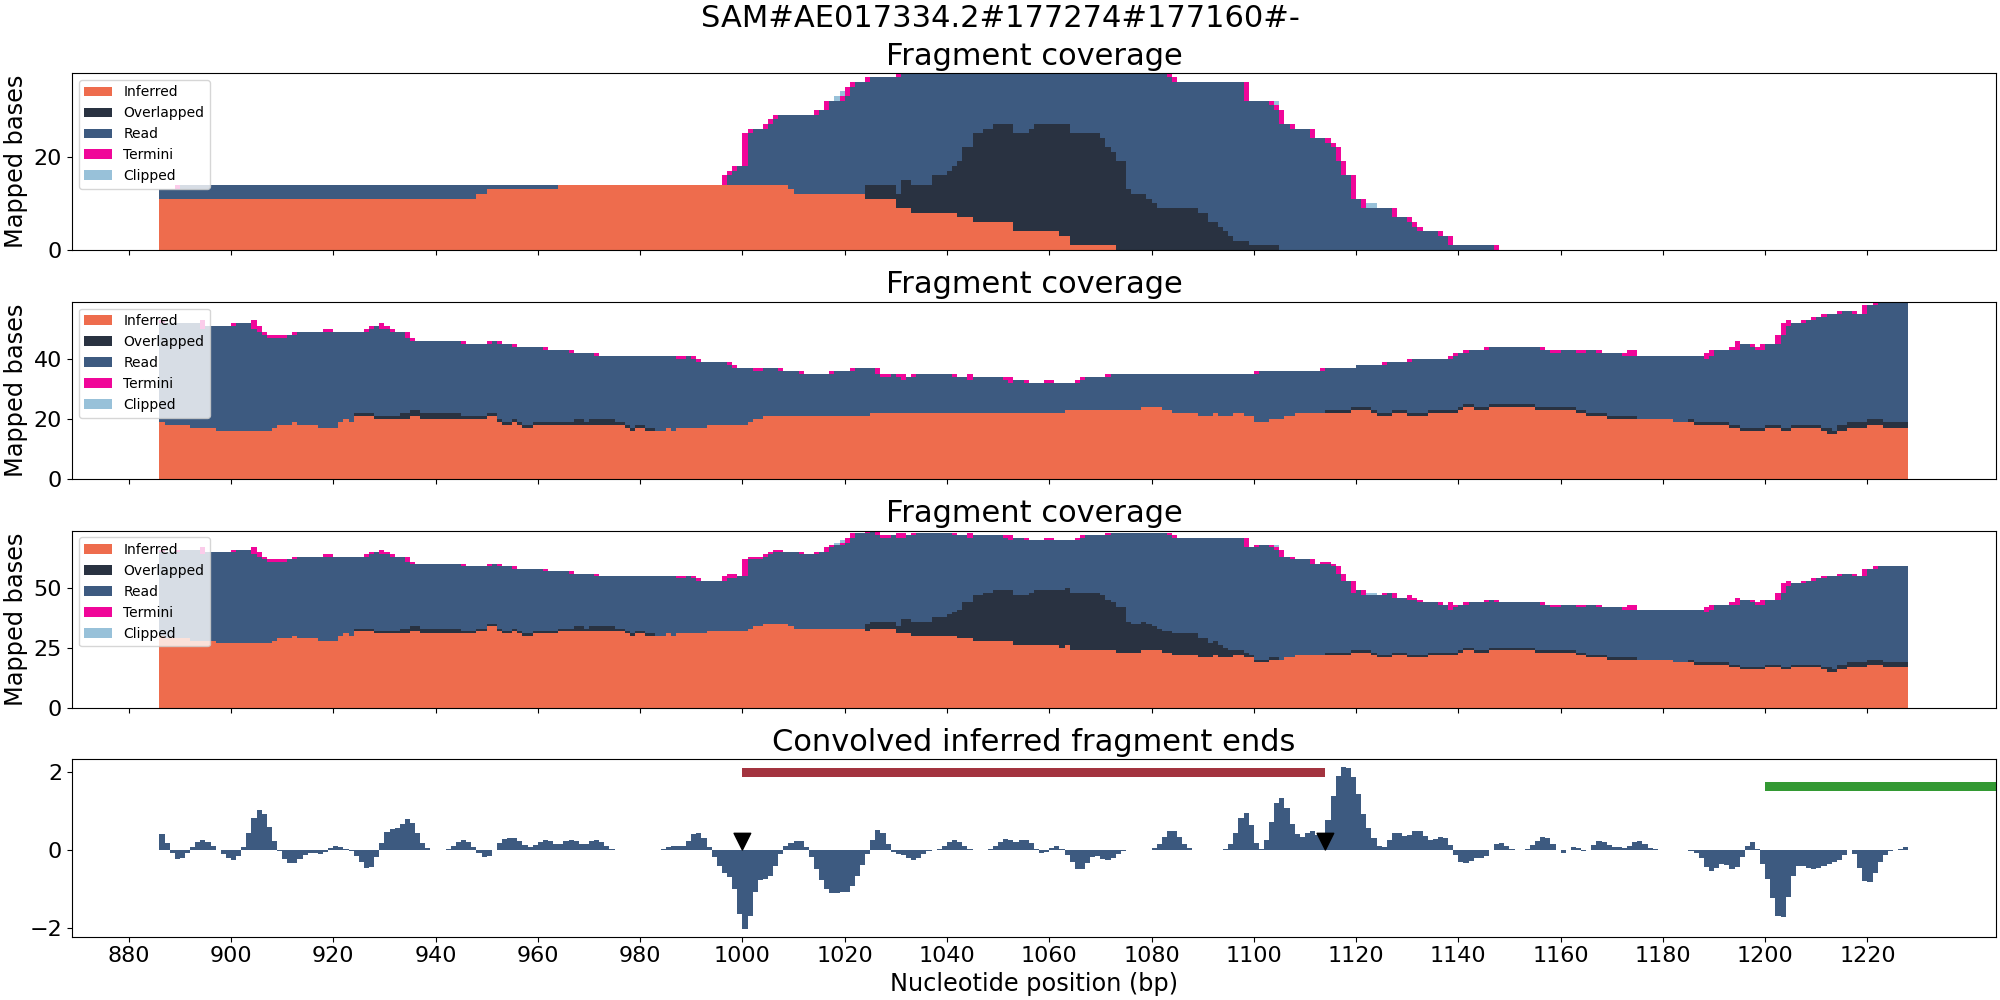 SAM#AE017334.2#177274#177160#-
Fragment coverage
Mapped bases
20
0
Inferred
Overlapped
Read
Termini
Clipped
Fragment coverage
Mapped bases
40
20
0
Inferred
Overlapped
Read
Termini
Clipped
Fragment coverage
Mapped bases
50
25
0
Inferred
Overlapped
Read
Termini
Clipped
Convolved inferred fragment ends
2
0
−2
880 900 920 940 960 980 1000 1020 1040 1060 1080 1100 1120 1140 1160 1180 1200 1220
Nucleotide position (bp)